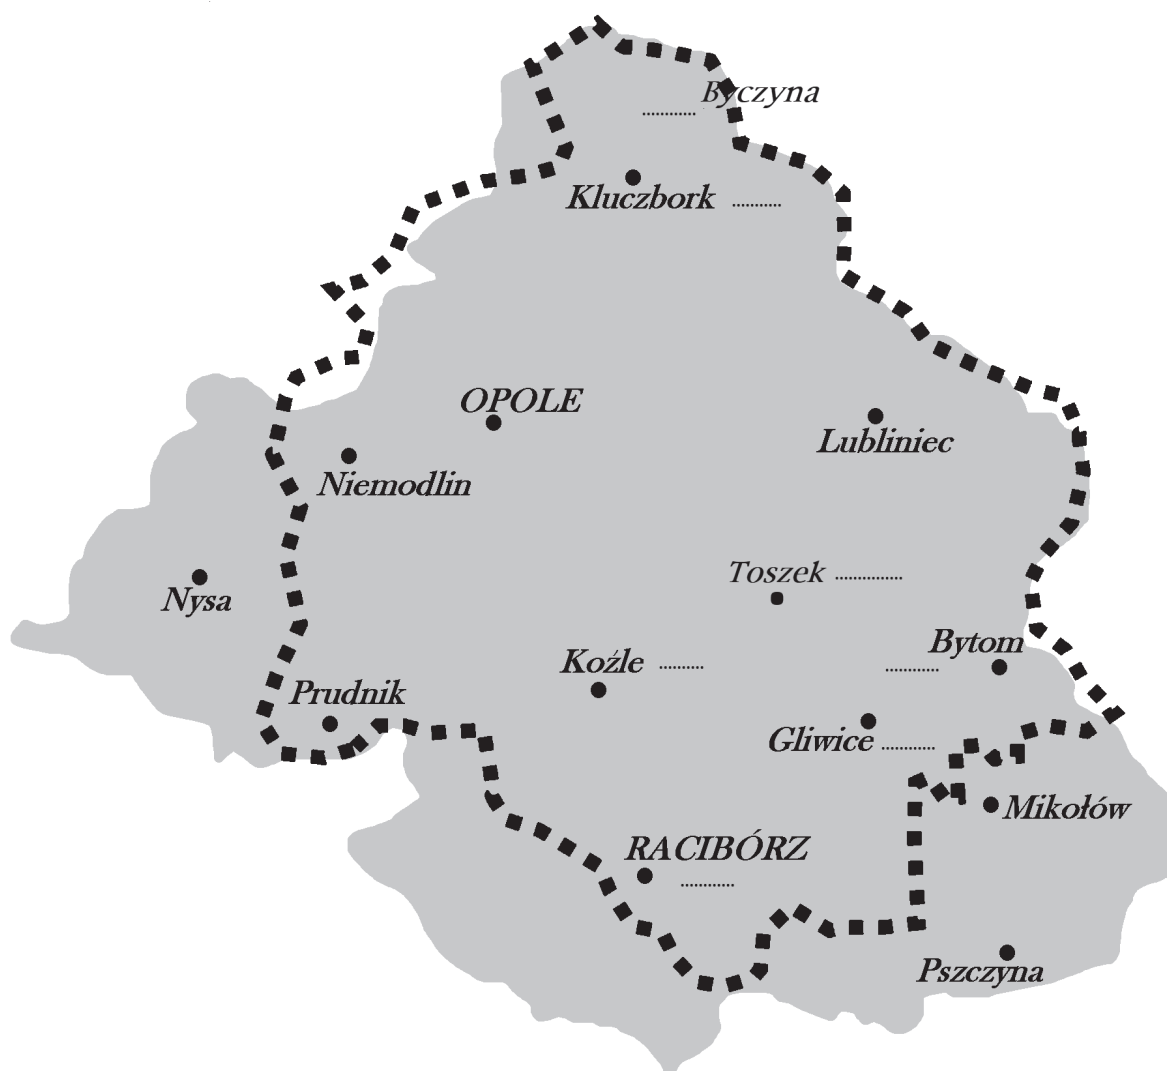 Byczyna
Kluczbork
OPOLE
Lubliniec
Niemodlin
Toszek
Nysa
Bytom
Koźle
Prudnik
Gliwice
Mikołów
RACIBÓRZ
Pszczyna